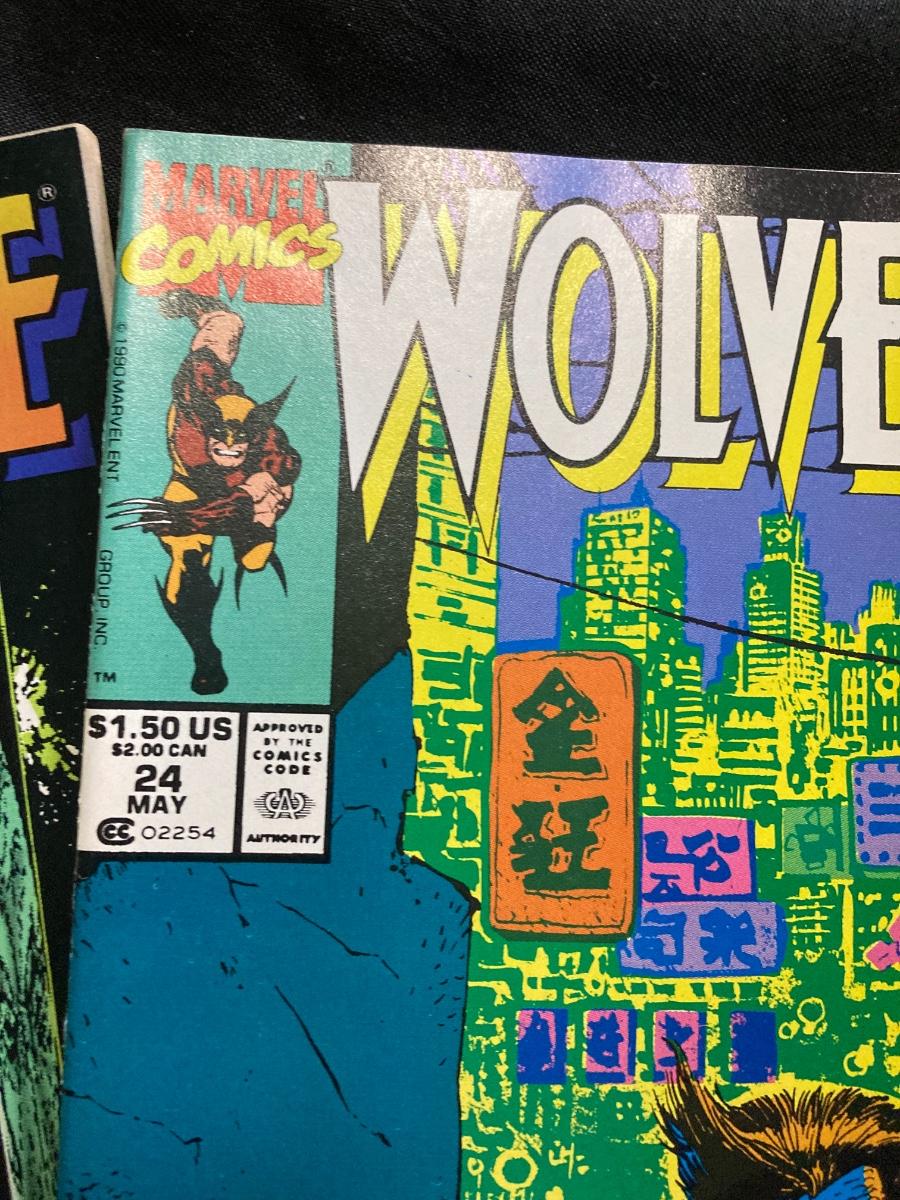 MARVEL®
COMICS
WOLVE
© 1990 MARVEL ENT
GROUP, INC.
TM
$1.50 US
$2.00 CAN
24
MAY
CC 02254
APPROVED
BY THE
COMICS
CODE
CA
AUTHORITY
E®